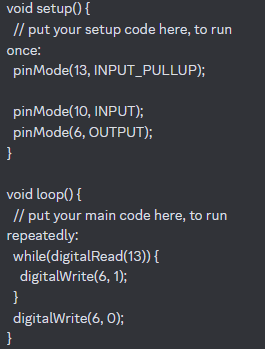 void setup() {
  // put your setup code here, to run
once:
  pinMode(13, INPUT_PULLUP);

  pinMode(10, INPUT);
  pinMode(6, OUTPUT);
}

void loop() {
  // put your main code here, to run
repeatedly:
  while(digitalRead(13)) {
    digitalWrite(6, 1);
  }
  digitalWrite(6, 0);
}